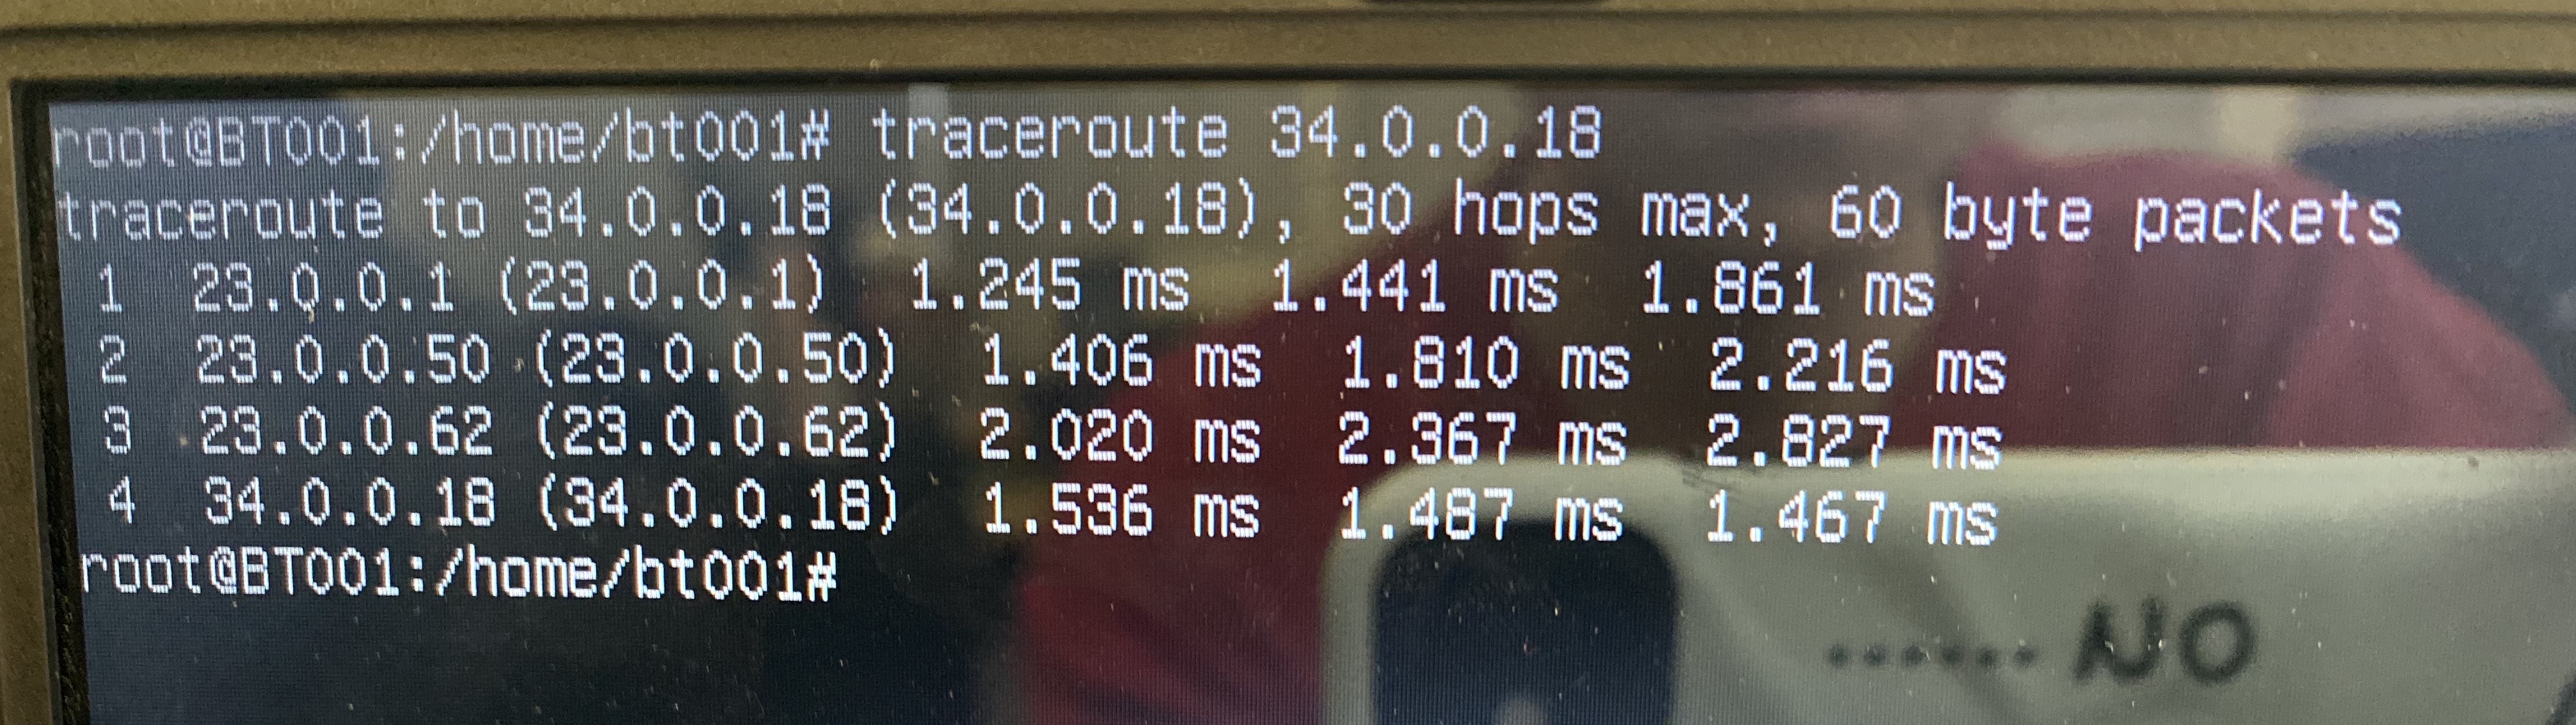 root@BT001:/home/bt001# traceroute 34.0.0.18
traceroute to 34.0.0.18 (34.0.0.18), 30 hops max, 60 byte packets
1 23.0.0.1 (23.0.0.1) 1.245 ms 1.441 ms 1.861 ms
2 23.0.0.50 (23.0.0.50) 1.406 ms 1.810 ms 2.216 ms
3 23.0.0.62 (23.0.0.62) 2.020 ms 2.367 ms 2.827 ms
4 34.0.0.18 (34.0.0.18) 1.536 ms 1.487 ms 1.467 ms
root@BT001:/home/bt001#